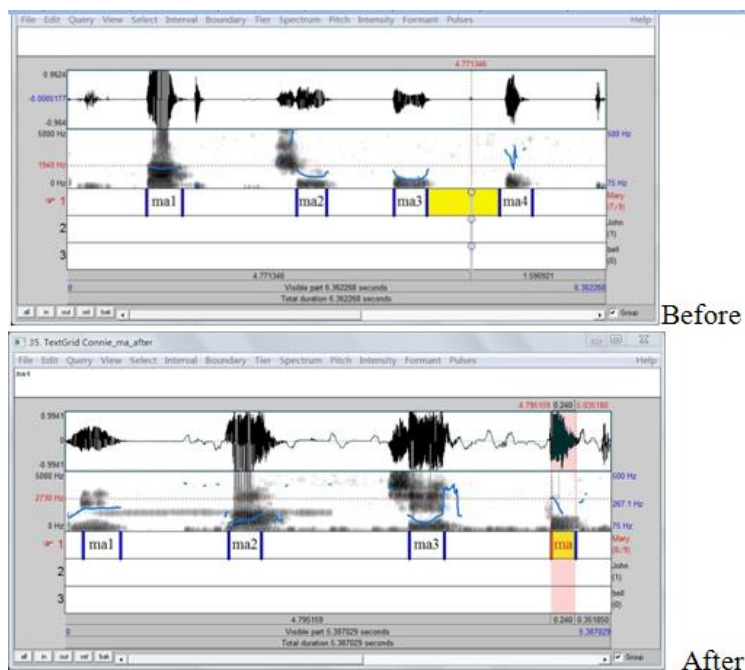 File Edit Query View Select Interval Boundary Tier Spectrum Pitch Intensity Formant Pulses Help
4.771346
0.9624
-0.0005177
-0.964
5000 Hz 500 Hz
1940 Hz
0 Hz 75 Hz
1 ma1 ma2 ma3 ma4 Mary (7/9)
2 John (1)
3 bell (0)
4.771346 1.590921
0 Visible part 6.362268 seconds 6.362268
Total duration 6.362268 seconds
all in out sel bak Group
Before
35. TextGrid Connie_ma_after
File Edit Query View Select Interval Boundary Tier Spectrum Pitch Intensity Formant Pulses Help
ma4
4.795159 0.240 5.035180
0.9941
0
-0.9941
5000 Hz 500 Hz
2730 Hz 267.1 Hz
0 Hz 75 Hz
1 ma1 ma2 ma3 ma Mary (8/9)
2 John (1)
3 bell (0)
4.795159 0.240 0.351850
0 Visible part 5.387029 seconds 5.387029
Total duration 5.387029 seconds
all in out sel bak Group
After